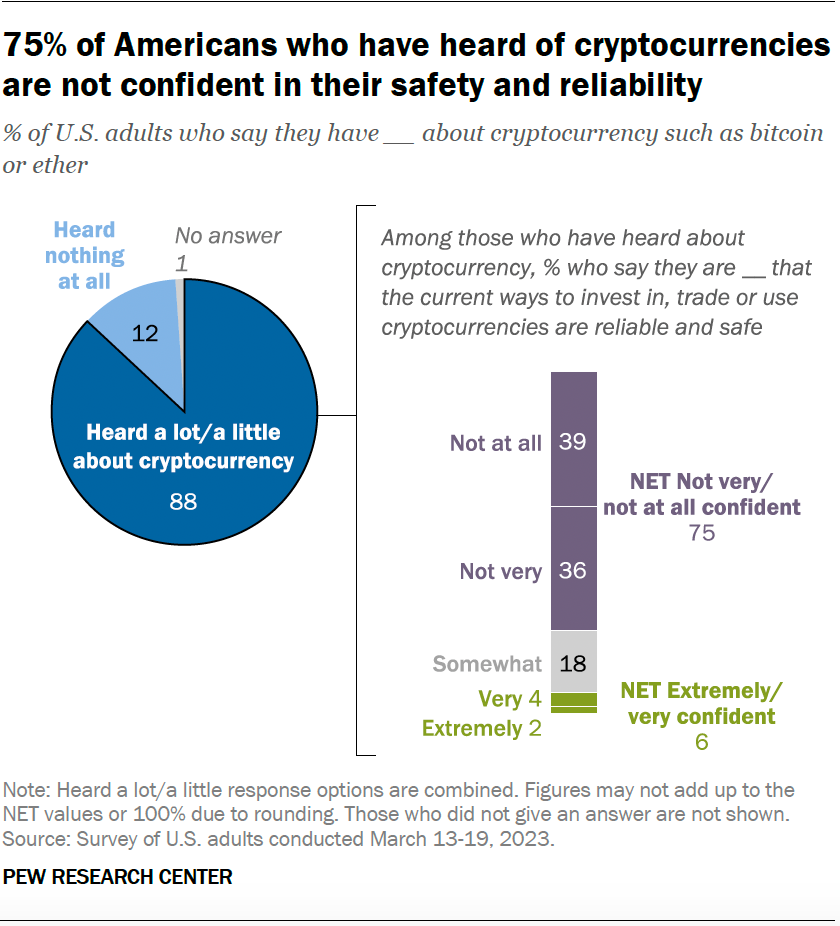 75% of Americans who have heard of cryptocurrencies
are not confident in their safety and reliability
% of U.S. adults who say they have __ about cryptocurrency such as bitcoin
or ether
Heard
nothing
at all
No answer
1
12
Heard a lot/a little
about cryptocurrency
88
Among those who have heard about
cryptocurrency, % who say they are __ that
the current ways to invest in, trade or use
cryptocurrencies are reliable and safe
Not at all 39
NET Not very/
not at all confident
75
Not very 36
Somewhat 18
Very 4
Extremely 2
NET Extremely/
very confident
6
Note: Heard a lot/a little response options are combined. Figures may not add up to the
NET values or 100% due to rounding. Those who did not give an answer are not shown.
Source: Survey of U.S. adults conducted March 13-19, 2023.
PEW RESEARCH CENTER